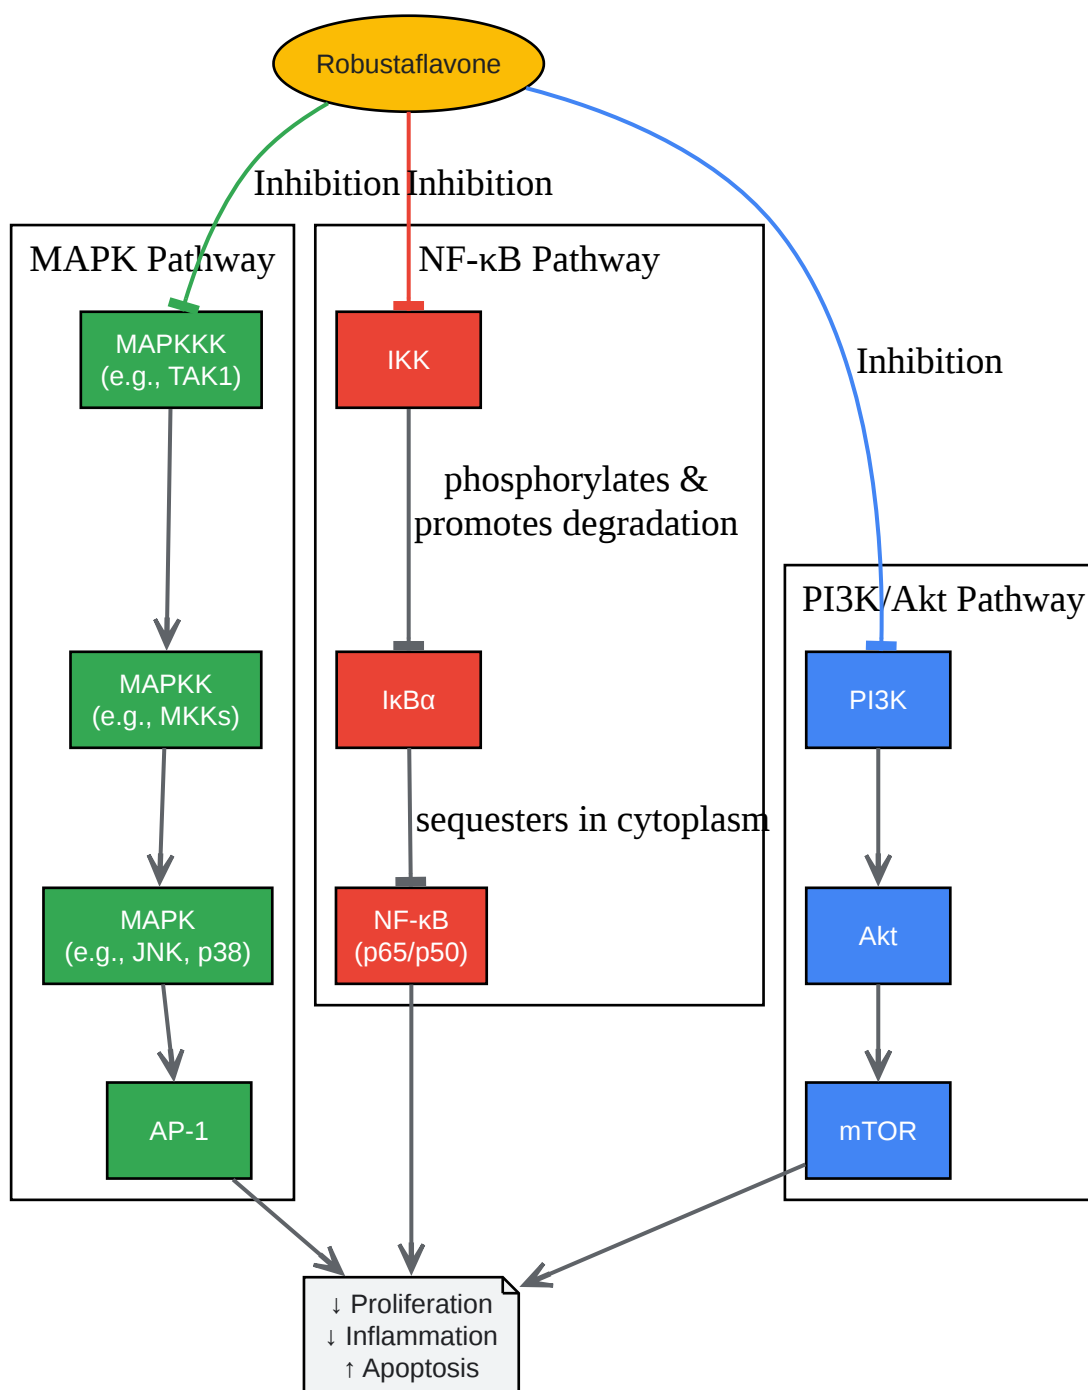 Robustaflavone
Inhibition
Inhibition
Inhibition
MAPK Pathway
MAPKKK
(e.g., TAK1)
MAPKK
(e.g., MKKs)
MAPK
(e.g., JNK, p38)
AP-1
NF-κB Pathway
IKK
phosphorylates &
promotes degradation
IκBα
sequesters in cytoplasm
NF-κB
(p65/p50)
PI3K/Akt Pathway
PI3K
Akt
mTOR
↓ Proliferation
↓ Inflammation
↑ Apoptosis